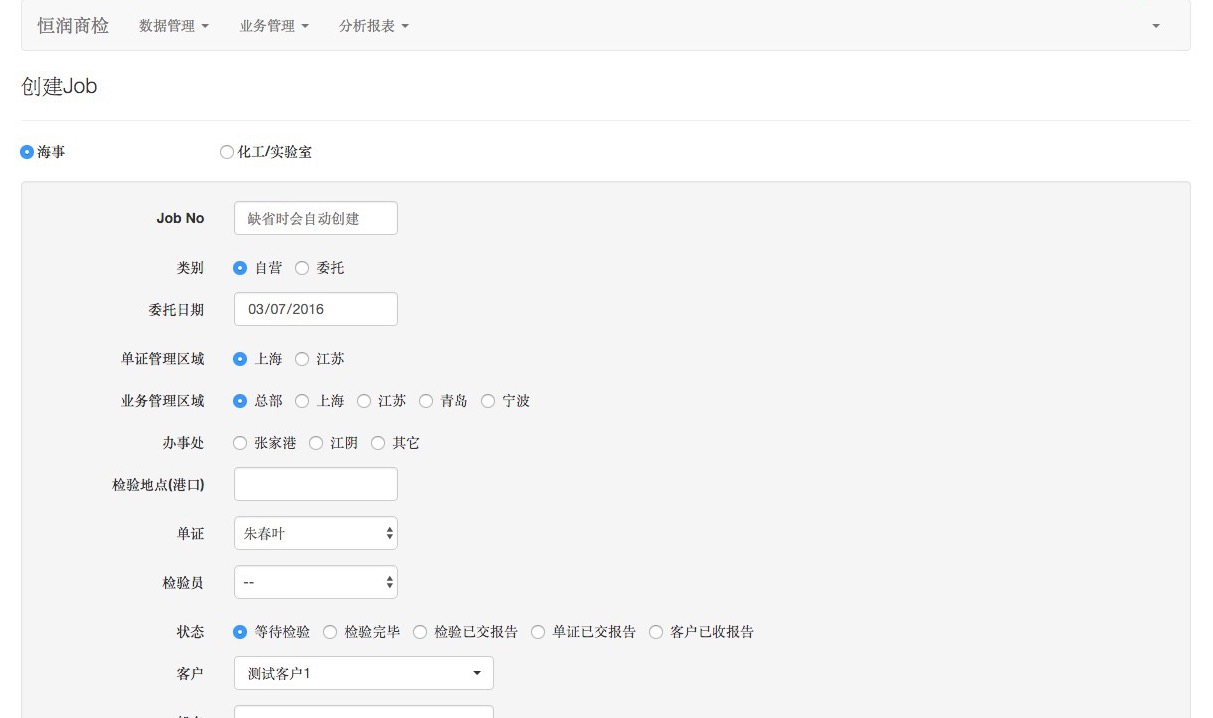 恒润商检 数据管理 业务管理 分析报表
创建Job
海事 化工/实验室
Job No 缺省时会自动创建
类别 自营 委托
委托日期 03/07/2016
单证管理区域 上海 江苏
业务管理区域 总部 上海 江苏 青岛 宁波
办事处 张家港 江阴 其它
检验地点(港口)
单证 朱春叶
检验员 --
状态 等待检验 检验完毕 检验已交报告 单证已交报告 客户已收报告
客户 测试客户1